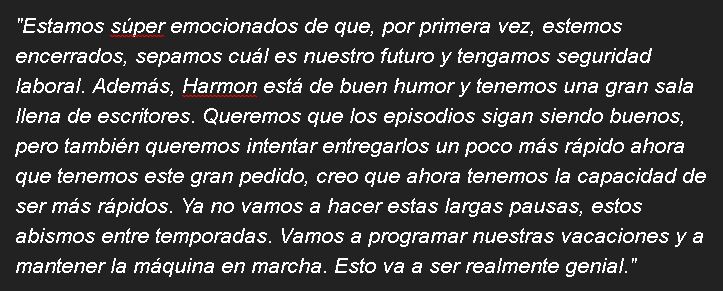 "Estamos súper emocionados de que, por primera vez, estemos
encerrados, sepamos cuál es nuestro futuro y tengamos seguridad
laboral. Además, Harmon está de buen humor y tenemos una gran sala
llena de escritores. Queremos que los episodios sigan siendo buenos,
pero también queremos intentar entregarlos un poco más rápido ahora
que tenemos este gran pedido, creo que ahora tenemos la capacidad de
ser más rápidos. Ya no vamos a hacer estas largas pausas, estos
abismos entre temporadas. Vamos a programar nuestras vacaciones y a
mantener la máquina en marcha. Esto va a ser realmente genial."